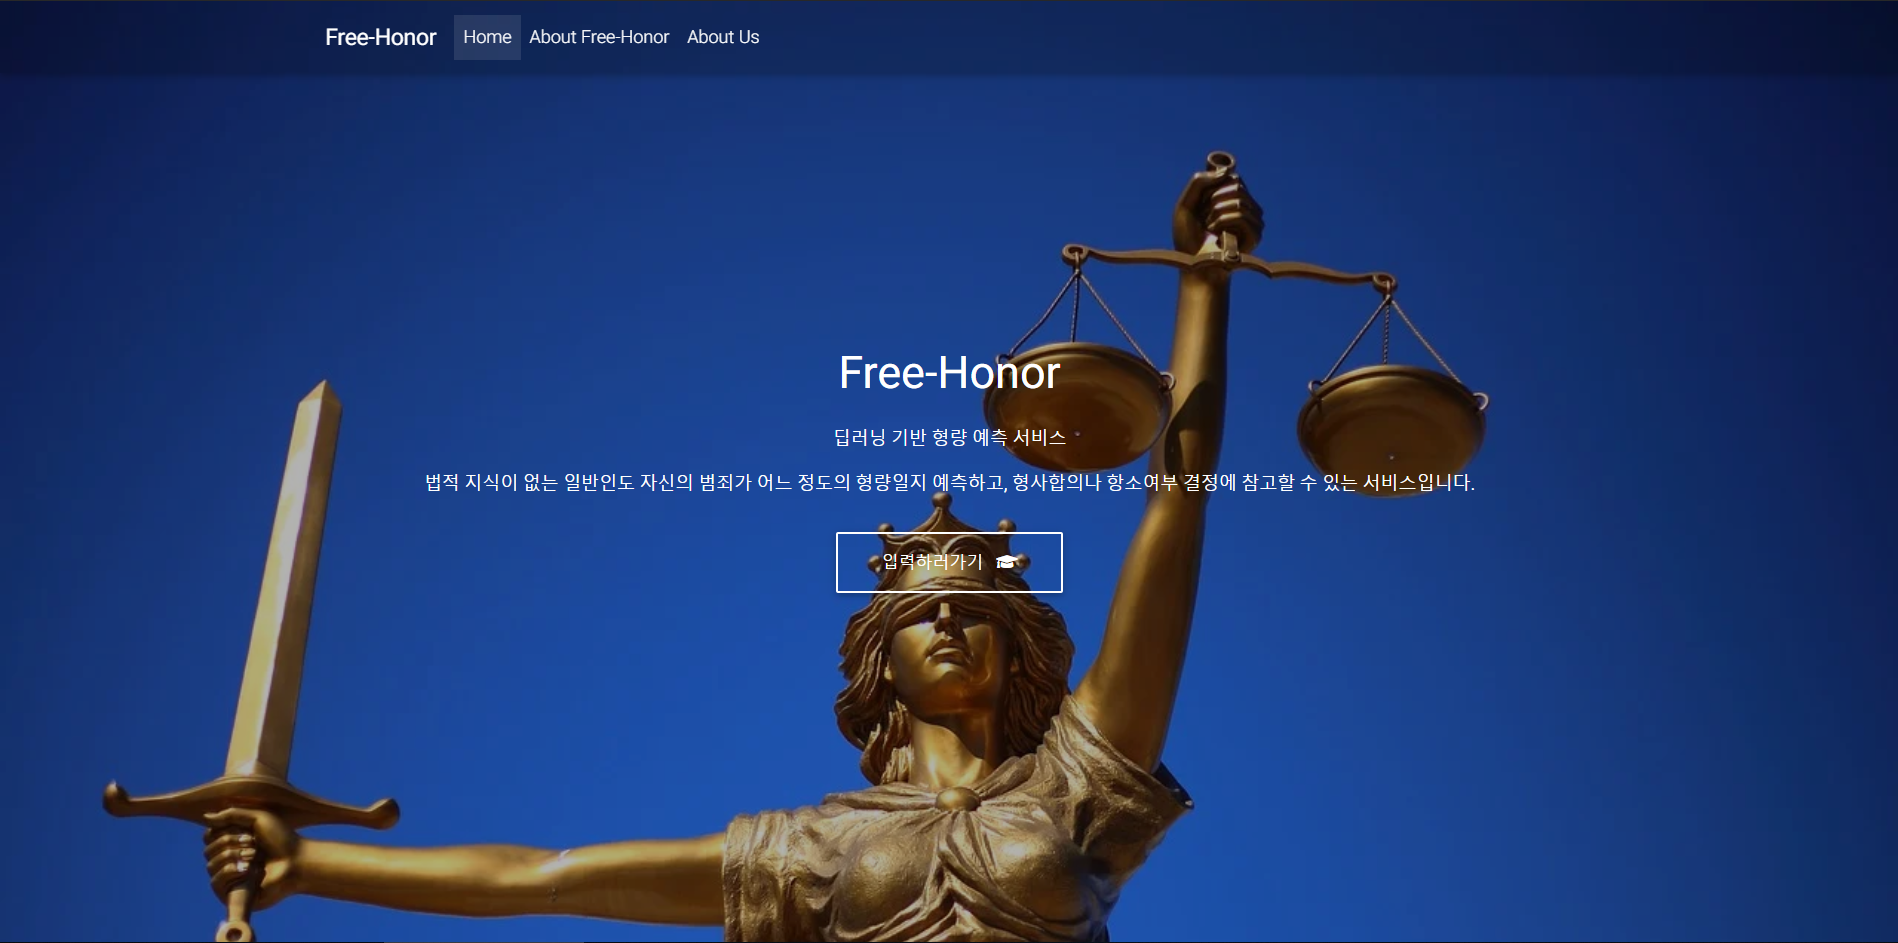 Free-Honor Home About Free-Honor About Us
Free-Honor
딥러닝 기반 형량 예측 서비스
법적 지식이 없는 일반인도 자신의 범죄가 어느 정도의 형량일지 예측하고, 형사합의나 항소여부 결정에 참고할 수 있는 서비스입니다.
입력하러가기